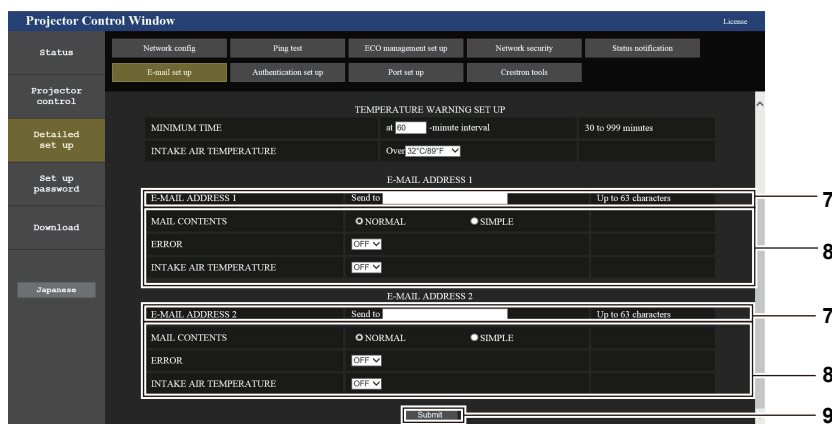 Projector Control Window License
Status Network config Ping test ECO management set up Network security Status notification
E-mail set up Authentication set up Port set up Crestron tools
Projector
control
TEMPERATURE WARNING SET UP
MINIMUM TIME at 60 -minute interval 30 to 999 minutes
Detailed
set up
INTAKE AIR TEMPERATURE Over 32°C/89°F
Set up
password
E-MAIL ADDRESS 1
E-MAIL ADDRESS 1 Send to Up to 63 characters 7
MAIL CONTENTS NORMAL SIMPLE
Download
ERROR OFF 8
INTAKE AIR TEMPERATURE OFF
Japanese
E-MAIL ADDRESS 2
E-MAIL ADDRESS 2 Send to Up to 63 characters 7
MAIL CONTENTS NORMAL SIMPLE
ERROR OFF 8
INTAKE AIR TEMPERATURE OFF
Submit 9